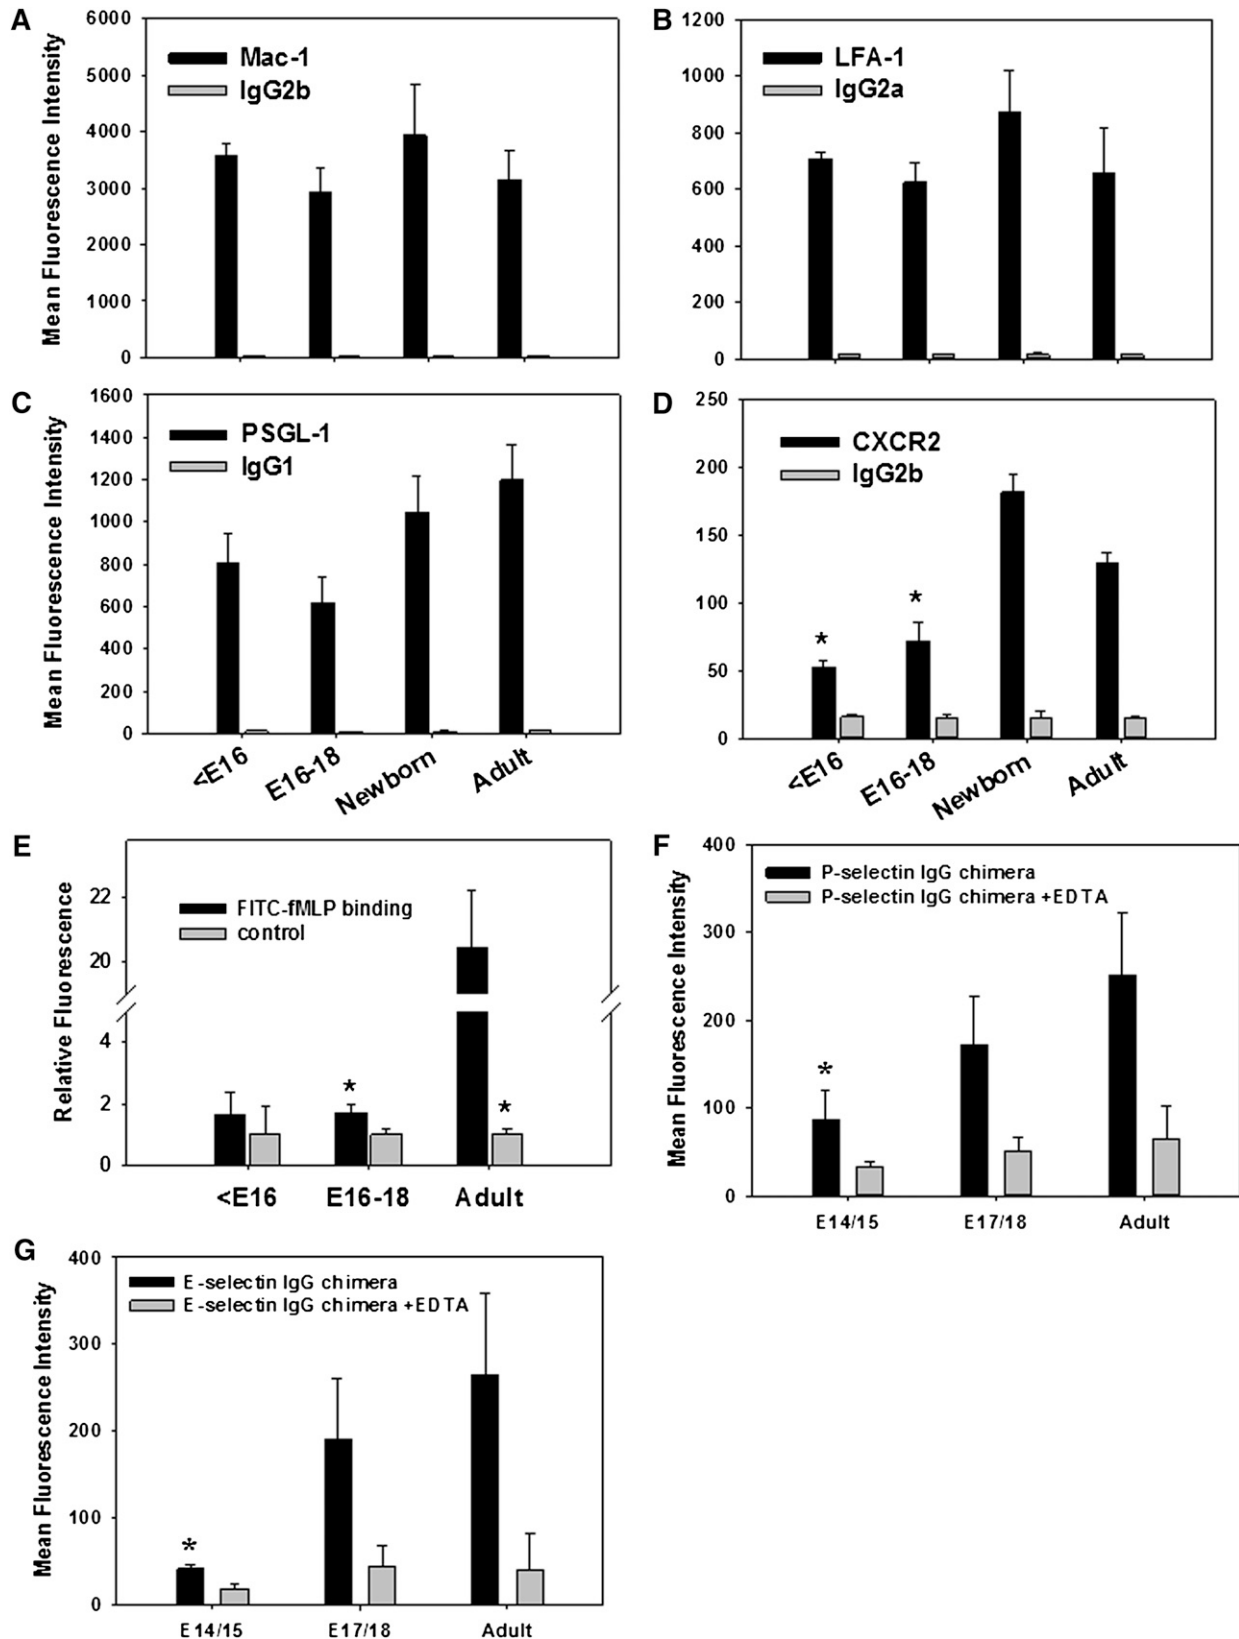 A
Mean Fluorescence Intensity
6000
5000
4000
3000
2000
1000
0
Mac-1
IgG2b
B
1200
1000
800
600
400
200
0
LFA-1
IgG2a
C
Mean Fluorescence Intensity
1600
1400
1200
1000
800
600
400
200
0
PSGL-1
IgG1
<E16
E16-18
Newborn
Adult
D
250
200
150
100
50
0
CXCR2
IgG2b
*
*
<E16
E16-18
Newborn
Adult
E
Relative Fluorescence
22
20
4
2
0
FITC-fMLP binding
control
*
*
<E16
E16-18
Adult
F
Mean Fluorescence Intensity
400
300
200
100
0
P-selectin IgG chimera
P-selectin IgG chimera +EDTA
*
E14/15
E17/18
Adult
G
Mean Fluorescence Intensity
400
300
200
100
0
E-selectin IgG chimera
E-selectin IgG chimera +EDTA
*
E14/15
E17/18
Adult